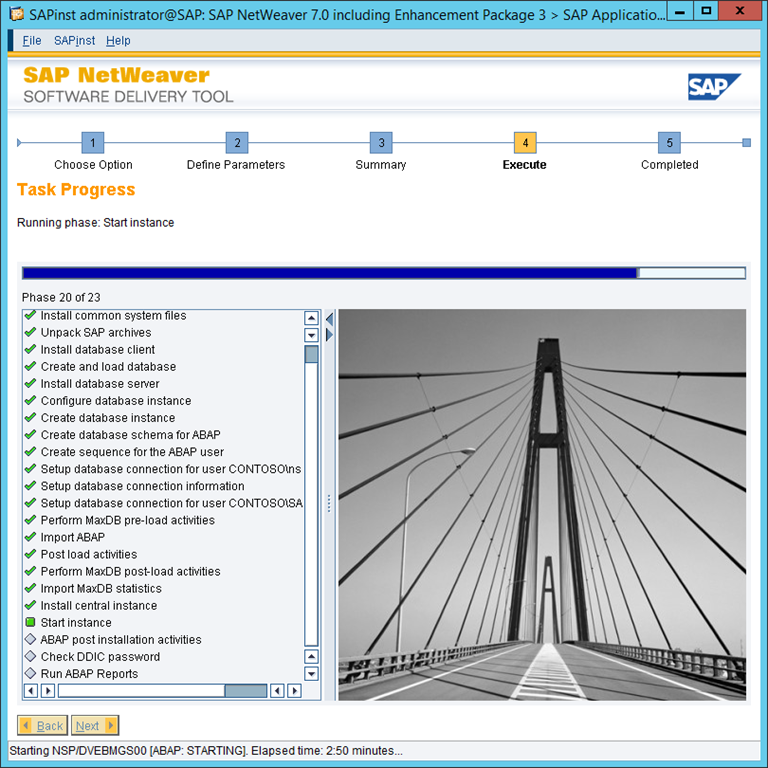 SAPinst administrator@SAP: SAP NetWeaver 7.0 including Enhancement Package 3 > SAP Applicatio...
File SAPinst Help
SAP NetWeaver
SOFTWARE DELIVERY TOOL
SAP
1 2 3 4 5
Choose Option Define Parameters Summary Execute Completed
Task Progress
Running phase: Start instance
Phase 20 of 23
Install common system files
Unpack SAP archives
Install database client
Create and load database
Install database server
Configure database instance
Create database instance
Create database schema for ABAP
Create sequence for the ABAP user
Setup database connection for user CONTOSO\ns
Setup database connection information
Setup database connection for user CONTOSO\SA
Perform MaxDB pre-load activities
Import ABAP
Post load activities
Perform MaxDB post-load activities
Import MaxDB statistics
Install central instance
Start instance
ABAP post installation activities
Check DDIC password
Run ABAP Reports
Back Next
Starting NSP/DVEBMGS00 [ABAP: STARTING]. Elapsed time: 2:50 minutes...